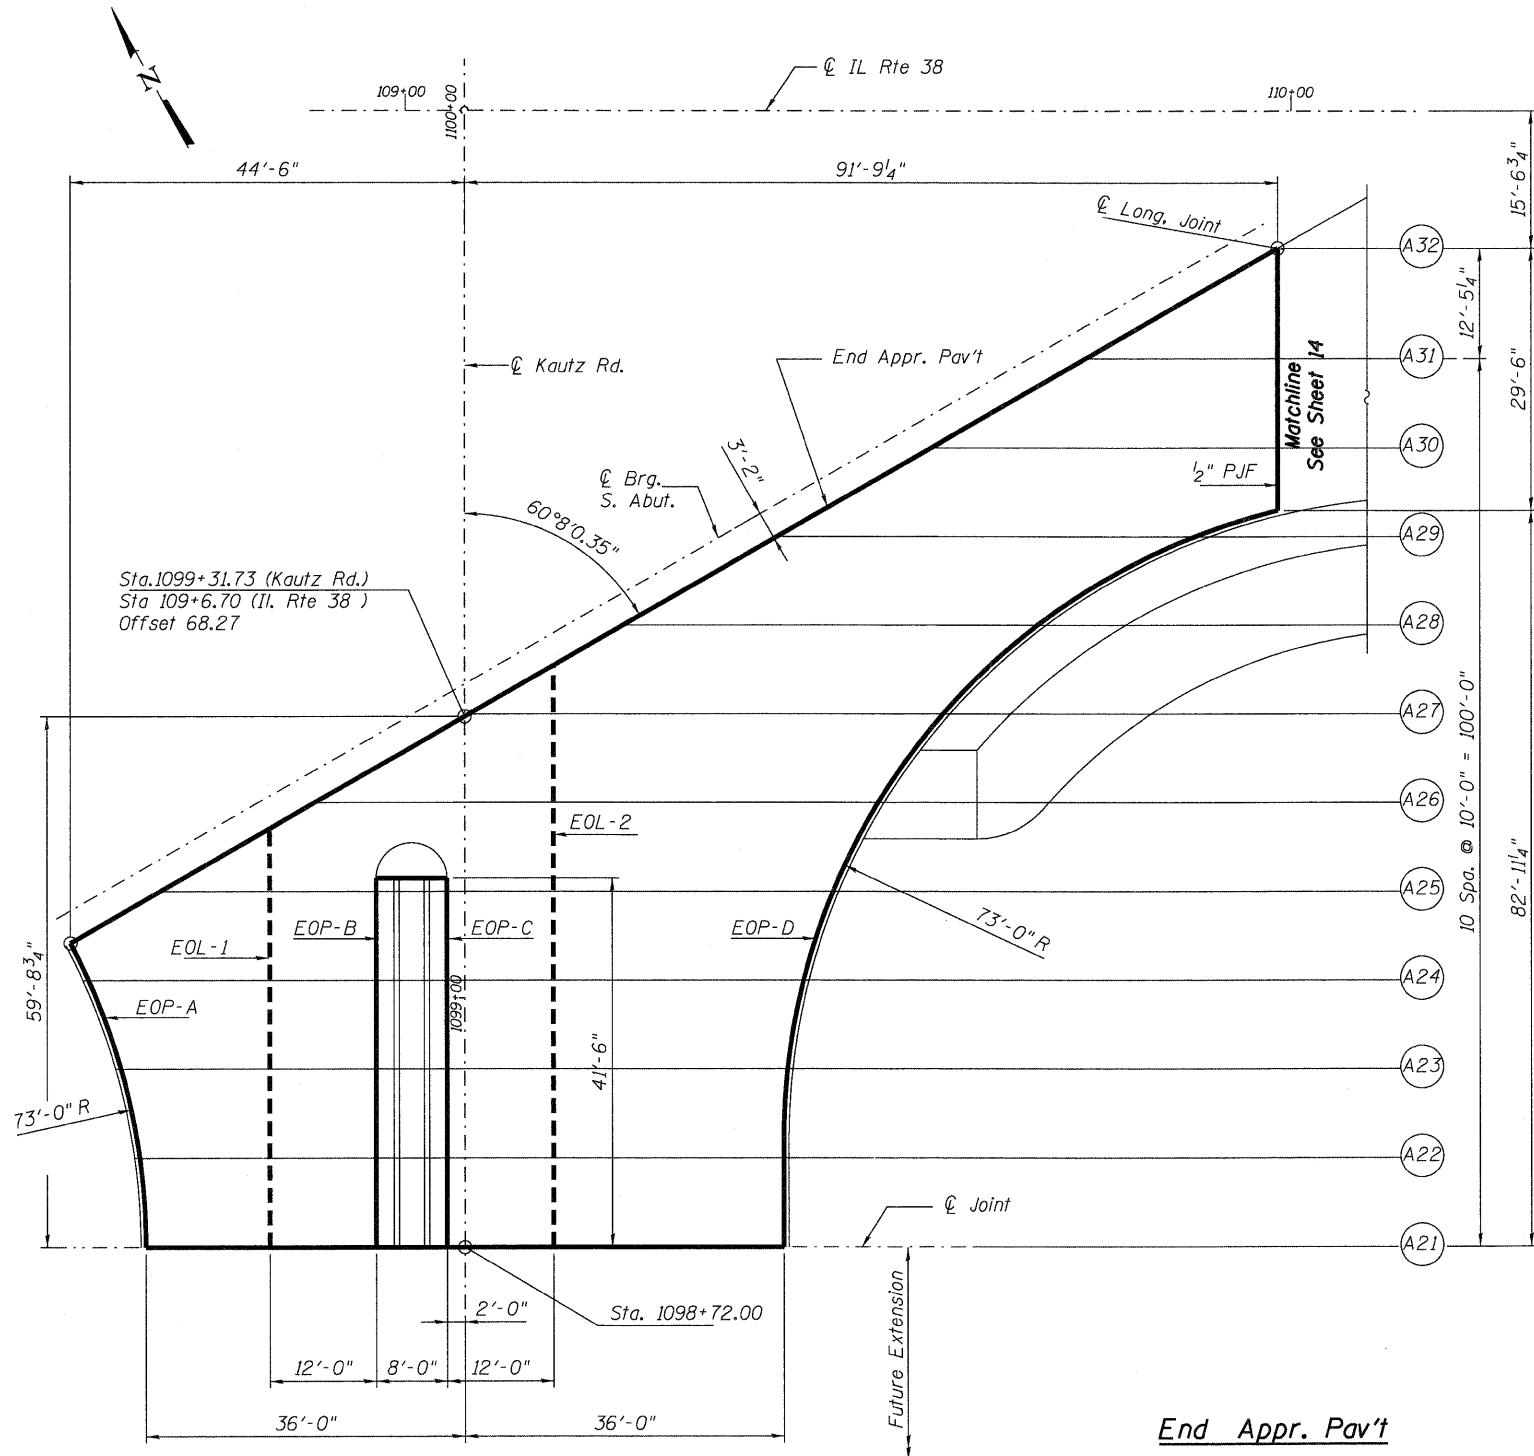 N
℄ IL Rte 38
109+00
1100+00
110+00
44'-6"
91'-9¼"
15'-6¾"
℄ Long. Joint
A32
12'-5¼"
℄ Kautz Rd.
End Appr. Pav't
Matchline
See Sheet 14
A31
29'-6"
3'-2"
A30
℄ Brg.
S. Abut.
½" PJF
60°8'0.35"
A29
Sta.1099+31.73 (Kautz Rd.)
Sta 109+6.70 (Il. Rte 38 )
Offset 68.27
A28
A27
10 Spa. @ 10'-0" = 100'-0"
A26
EOL-2
A25
82'-11¼"
EOP-B
EOP-C
EOP-D
73'-0" R
EOL-1
59'-8¾"
A24
1099+00
EOP-A
41'-6"
A23
73'-0" R
A22
℄ Joint
A21
2'-0"
Sta. 1098+72.00
Future Extension
12'-0"
8'-0"
12'-0"
36'-0"
36'-0"
End Appr. Pav't